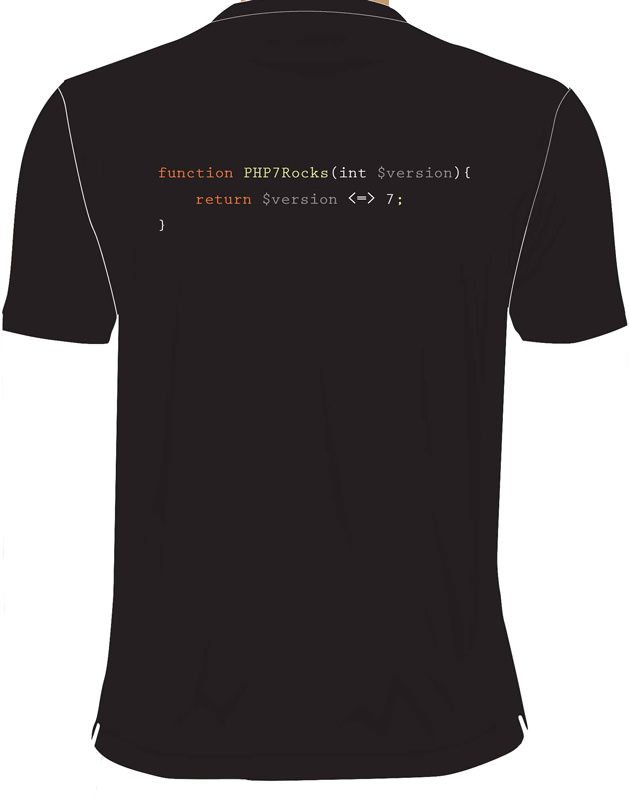 function PHP7Rocks(int $version){
    return $version <=> 7;
}